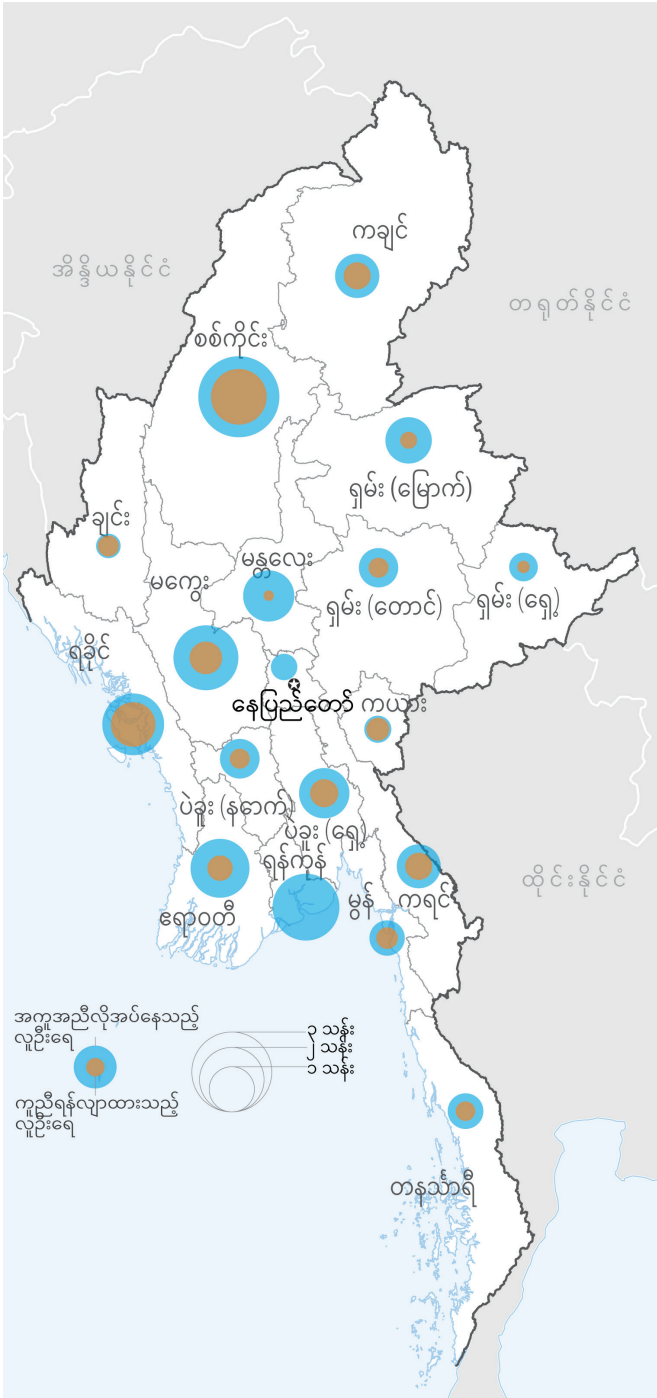 ကချင်
အိန္ဒိယနိုင်ငံ
တရုတ်နိုင်ငံ
စစ်ကိုင်း
ရှမ်း (မြောက်)
ချင်း
မန္တလေး
မကွေး
ရှမ်း (တောင်)
ရှမ်း (ရှေ့)
ရခိုင်
နေပြည်တော်
ကယား
ပဲခူး (နောက်)
ပဲခူး (ရှေ့)
ရန်ကုန်
ထိုင်းနိုင်ငံ
မွန်
ကရင်
ဧရာဝတီ
အကူအညီလိုအပ်နေသည့်
လူဦးရေ
၃ သန်း
၂ သန်း
၁ သန်း
ကူညီရန်လျာထားသည့်
လူဦးရေ
တနင်္သာရီ